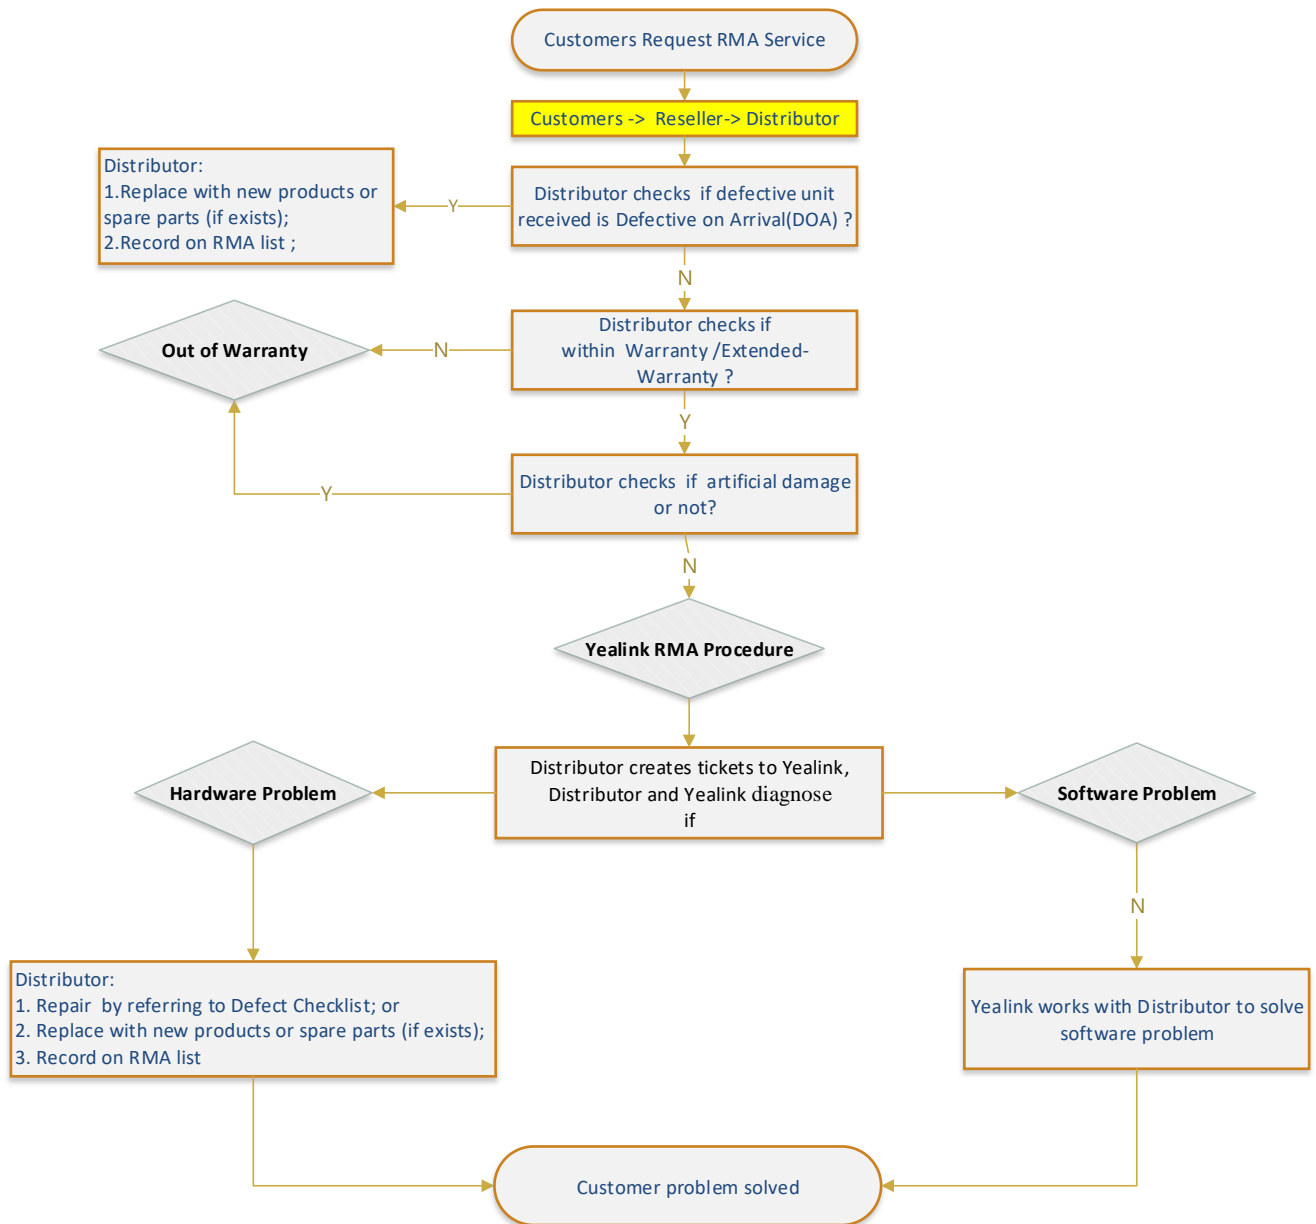 Customers Request RMA Service
Customers -> Reseller-> Distributor
Distributor:
1.Replace with new products or
spare parts (if exists);
2.Record on RMA list ;
Y
Distributor checks if defective unit
received is Defective on Arrival(DOA) ?
N
Out of Warranty
N
Distributor checks if
within Warranty /Extended-
Warranty ?
Y
Y
Distributor checks if artificial damage
or not?
N
Yealink RMA Procedure
Hardware Problem
Distributor creates tickets to Yealink,
Distributor and Yealink diagnose
if
Software Problem
N
Distributor:
1. Repair by referring to Defect Checklist; or
2. Replace with new products or spare parts (if exists);
3. Record on RMA list
Yealink works with Distributor to solve
software problem
Customer problem solved